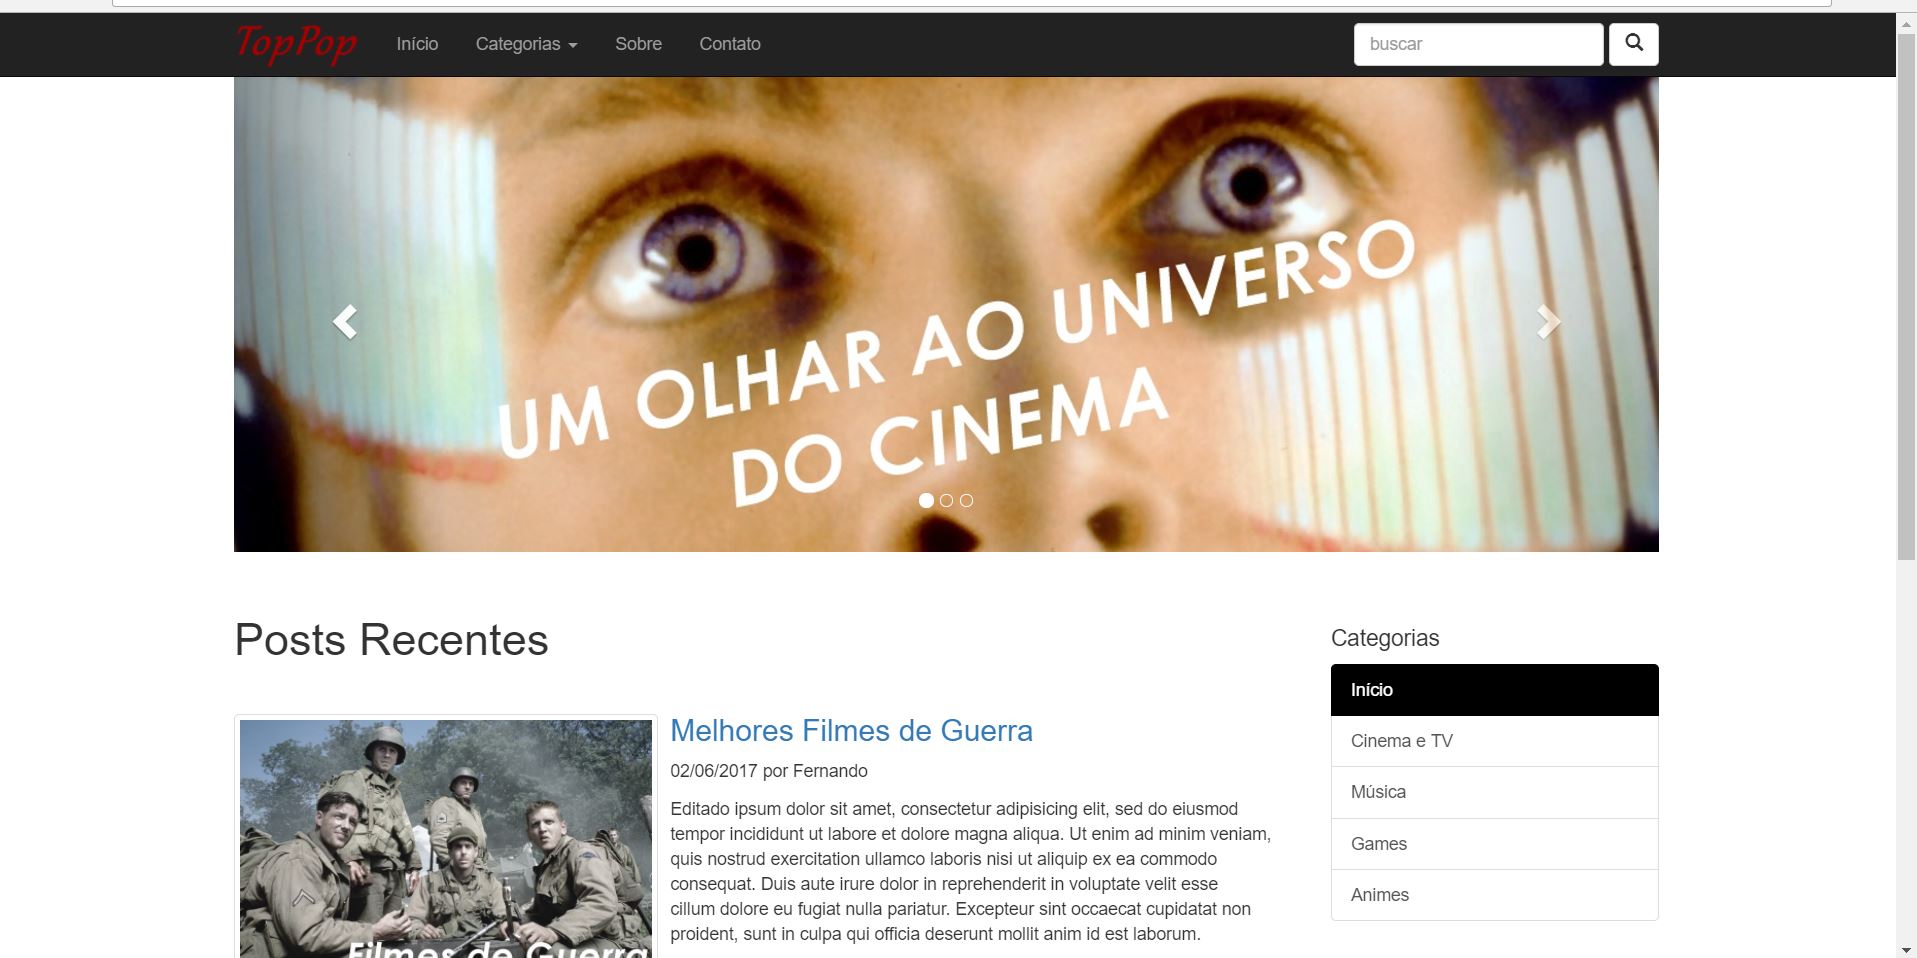 TopPop
Início
Categorias
Sobre
Contato
buscar
UM OLHAR AO UNIVERSO
DO CINEMA
Posts Recentes
Melhores Filmes de Guerra
02/06/2017 por Fernando
Editado ipsum dolor sit amet, consectetur adipisicing elit, sed do eiusmod
tempor incididunt ut labore et dolore magna aliqua. Ut enim ad minim veniam,
quis nostrud exercitation ullamco laboris nisi ut aliquip ex ea commodo
consequat. Duis aute irure dolor in reprehenderit in voluptate velit esse
cillum dolore eu fugiat nulla pariatur. Excepteur sint occaecat cupidatat non
proident, sunt in culpa qui officia deserunt mollit anim id est laborum.
Filmes de Guerra
Categorias
Início
Cinema e TV
Música
Games
Animes